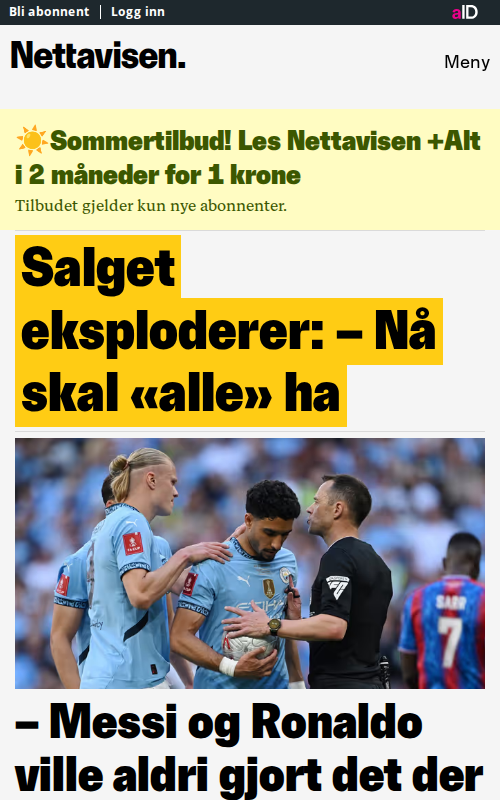 Bli abonnent | Logg inn
aID
Nettavisen.
Meny
☀️Sommertilbud! Les Nettavisen +Alt
i 2 måneder for 1 krone
Tilbudet gjelder kun nye abonnenter.
Salget
eksploderer: – Nå
skal «alle» ha
SARR
7
– Messi og Ronaldo
ville aldri gjort det der